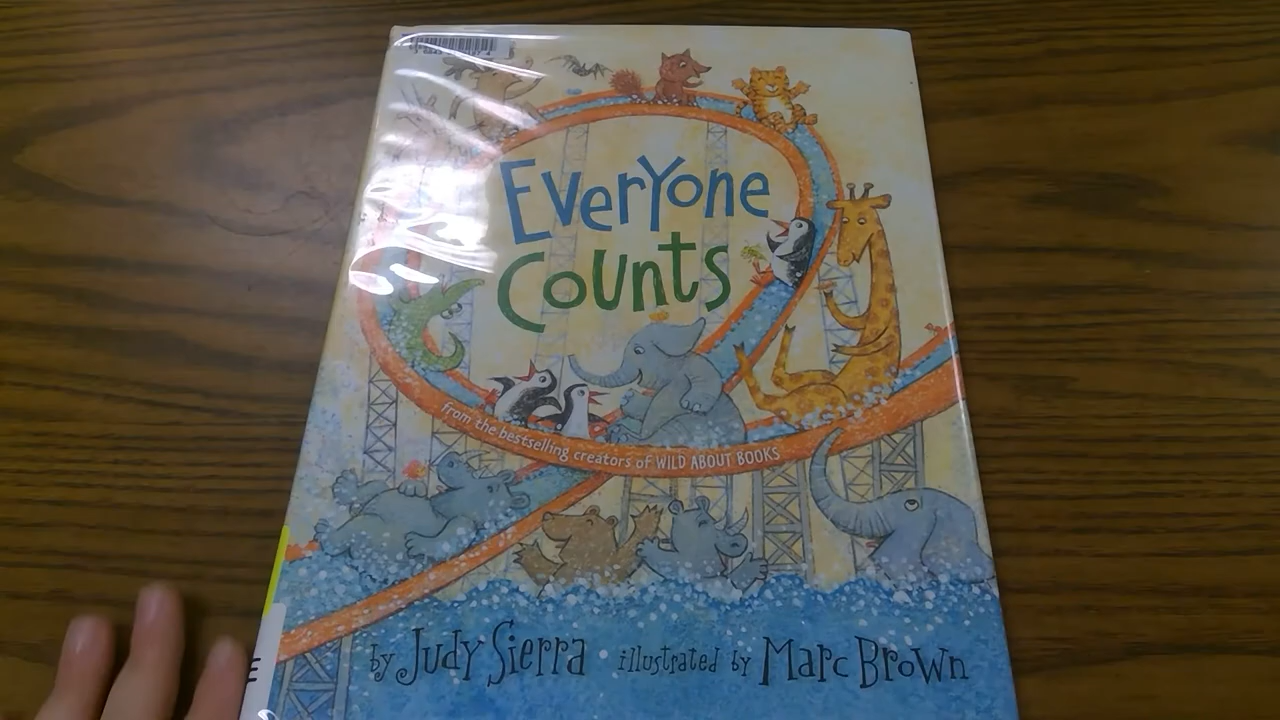 Everyone
Counts
from the bestselling creators of WILD ABOUT BOOKS
by Judy Sierra • illustrated by Marc Brown
E